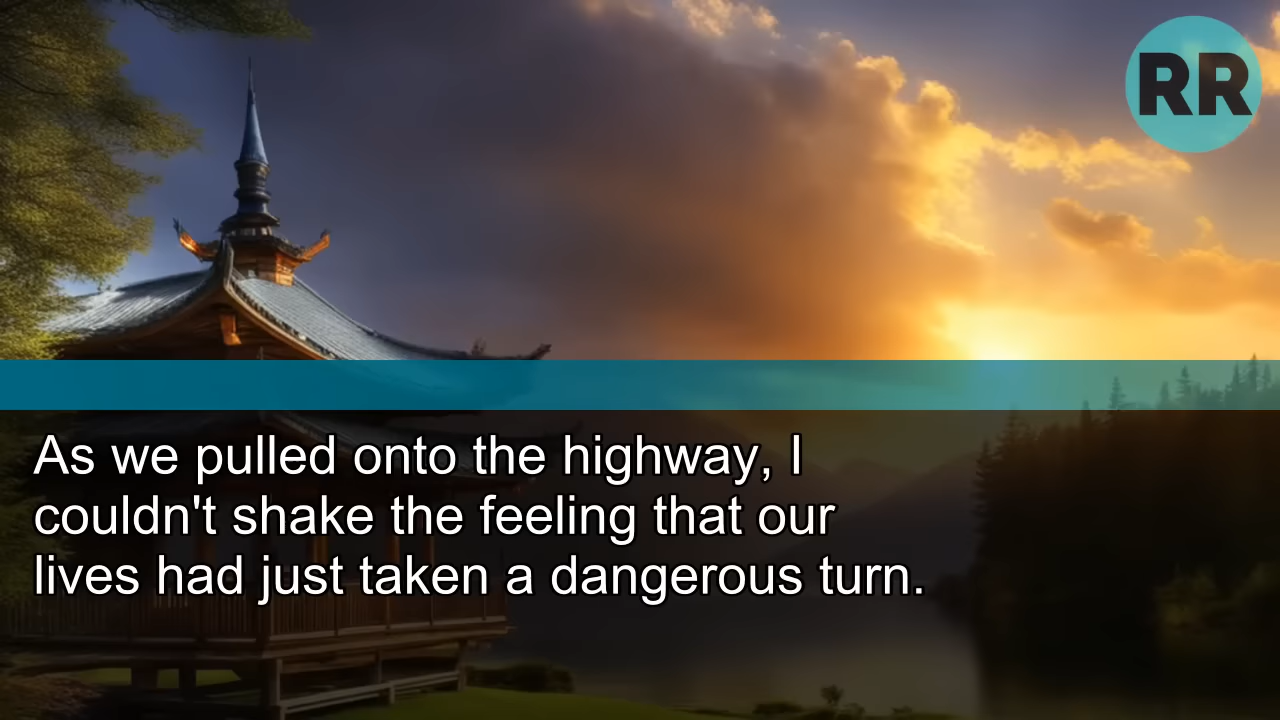 RR
As we pulled onto the highway, I
couldn't shake the feeling that our
lives had just taken a dangerous turn.